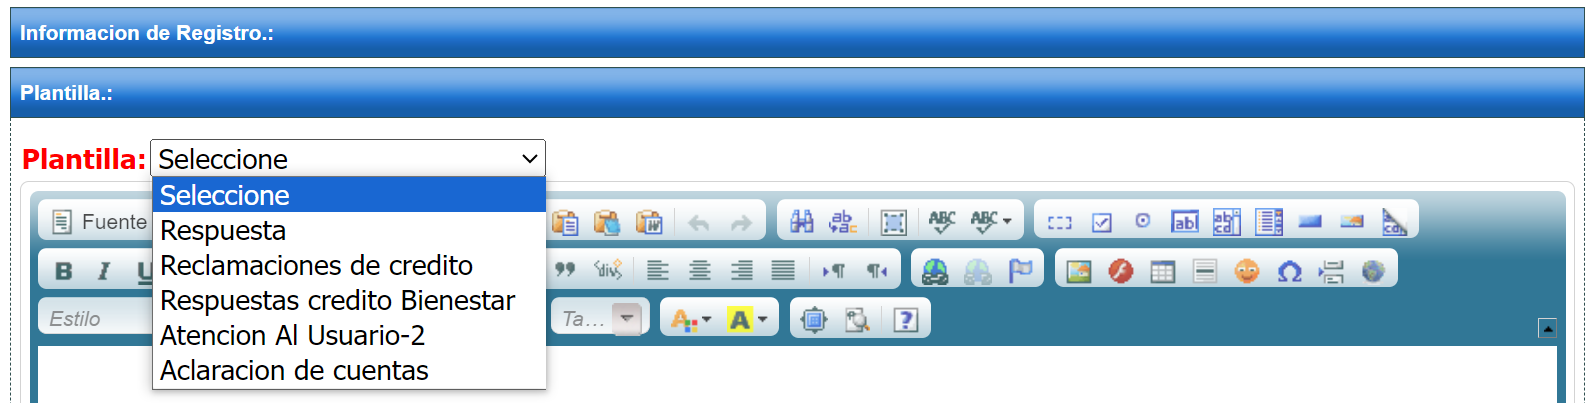 Informacion de Registro.:
Plantilla.:
Plantilla: Seleccione
Seleccione
Respuesta
Reclamaciones de credito
Respuestas credito Bienestar
Atencion Al Usuario-2
Aclaracion de cuentas
Fuente
B I U
Estilo
Ta...